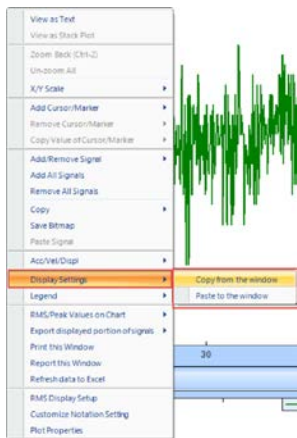 View as Text
View as Stack Plot
Zoom Back (Ctrl-Z)
Un-zoom All
X/Y Scale
Add Cursor/Marker
Remove Cursor/Marker
Copy Value of Cursor/Marker
Add/Remove Signal
Add All Signals
Remove All Signals
Copy
Save Bitmap
Paste Signal
Acc/Vel/Displ
Display Settings
Copy from the window
Legend
Paste to the window
RMS/Peak Values on Chart
Export displayed portion of signals
Print this Window
30
Report this Window
Refresh data to Excel
RMS Display Setup
Customize Notation Setting
Plot Properties